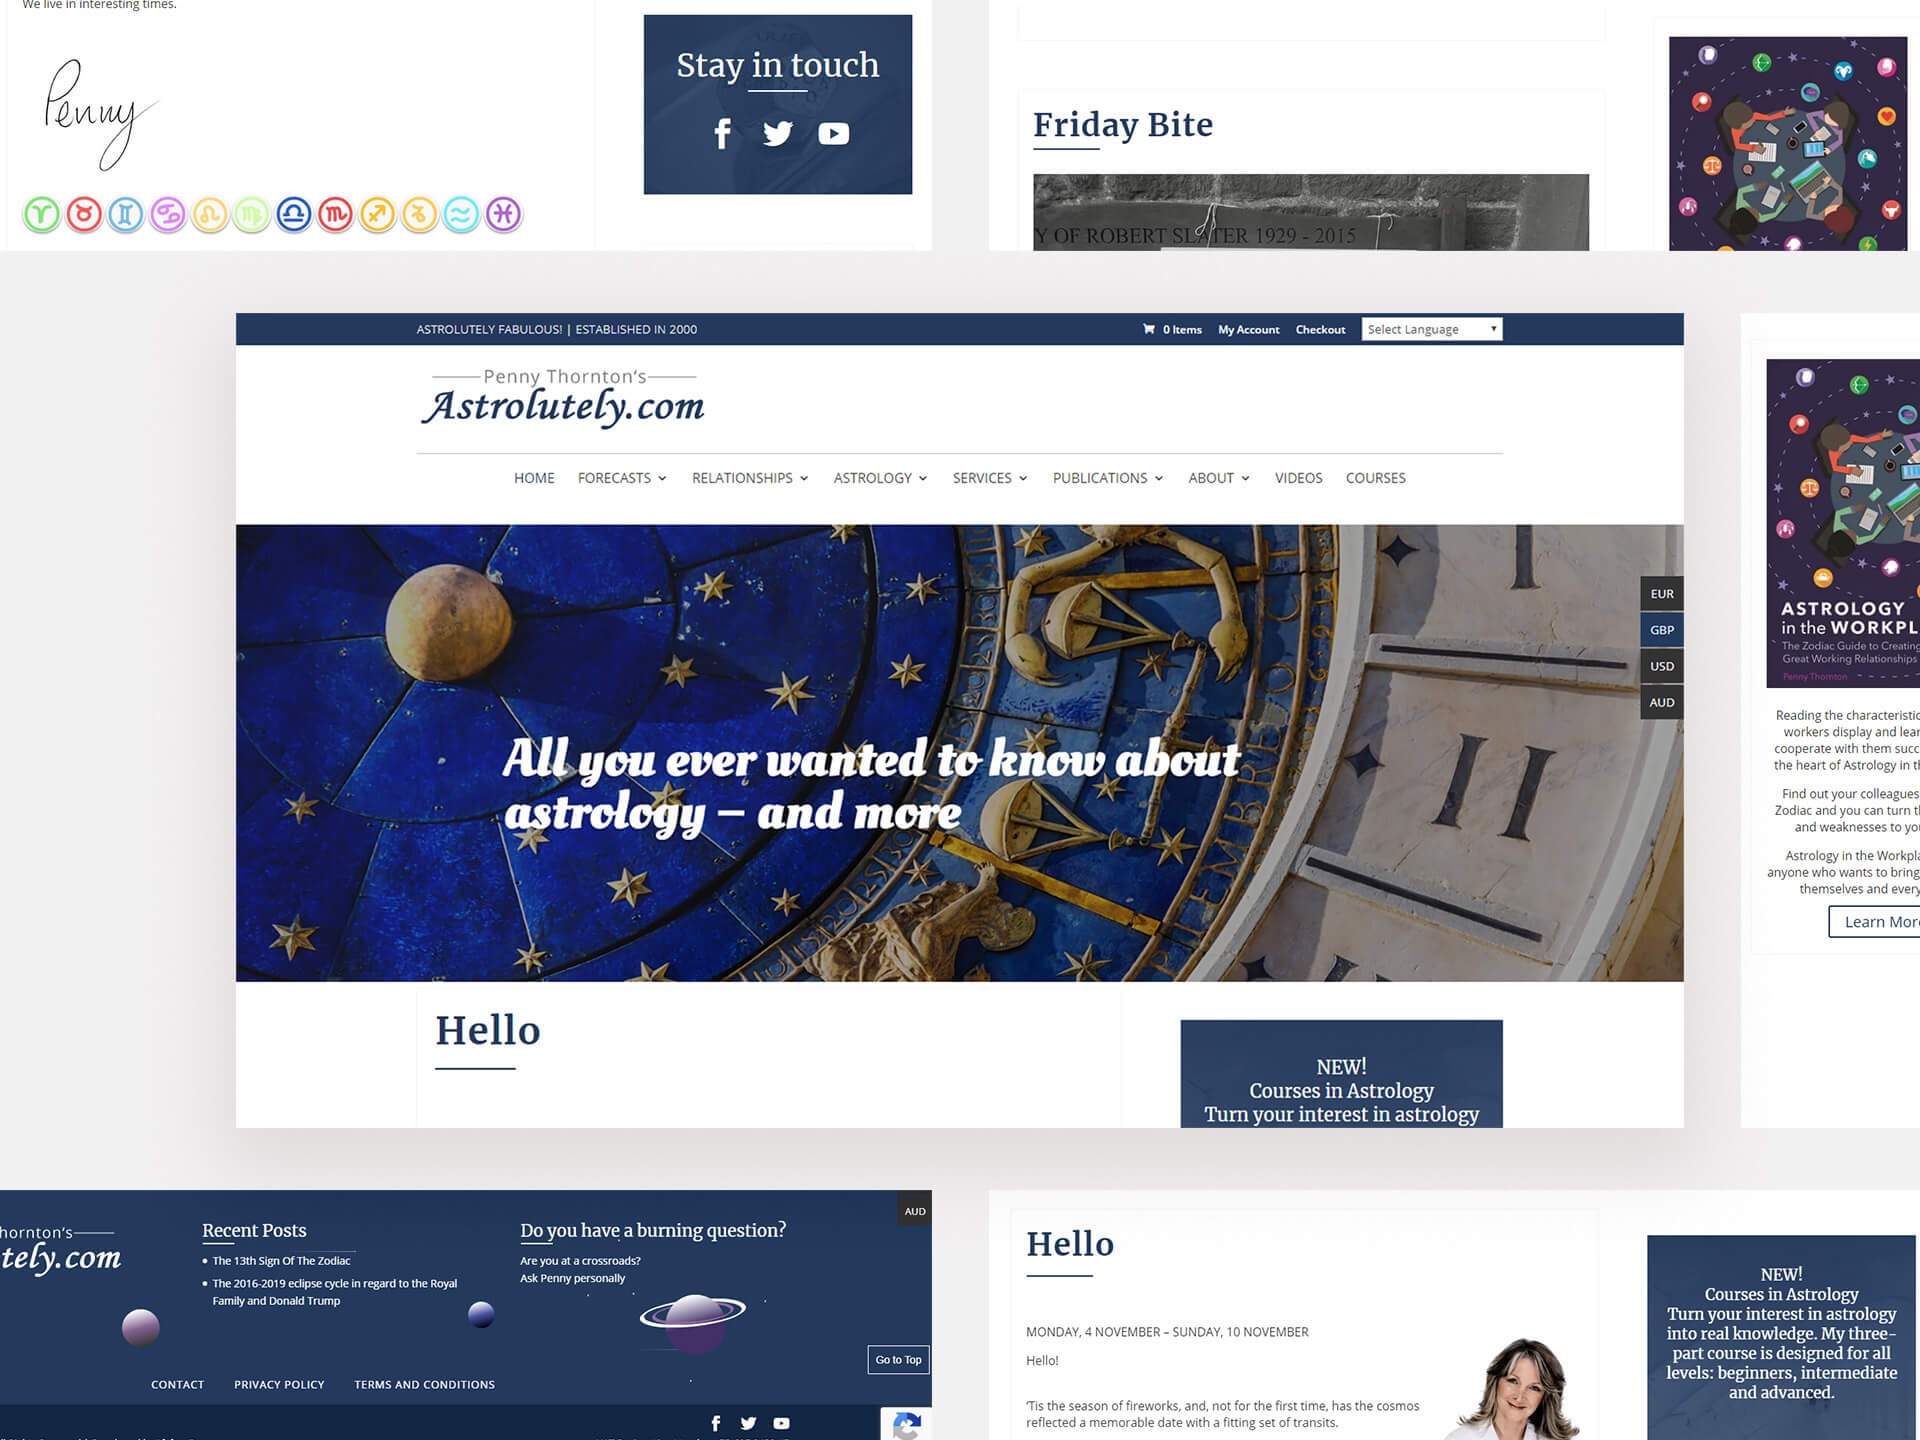 We live in interesting times.
Penny
Stay in touch
Friday Bite
Y OF ROBERT SLATER 1929 - 2015
ASTROLUTELY FABULOUS! | ESTABLISHED IN 2000
0 Items My Account Checkout Select Language
Penny Thornton's
Astrolutely.com
HOME FORECASTS RELATIONSHIPS ASTROLOGY SERVICES PUBLICATIONS ABOUT VIDEOS COURSES
EUR
GBP
USD
AUD
I
II
All you ever wanted to know about
astrology – and more
Hello
NEW!
Courses in Astrology
Turn your interest in astrology
ASTROLOGY
in the WORKPL
The Zodiac Guide to Creating
Great Working Relationships
Penny Thornton
Reading the characteristic
workers display and lear
cooperate with them succ
the heart of Astrology in th
Find out your colleagues
Zodiac and you can turn th
and weaknesses to you
Astrology in the Workpla
anyone who wants to bring
themselves and every
Learn More
hornton's
tely.com
Recent Posts
The 13th Sign Of The Zodiac
The 2016-2019 eclipse cycle in regard to the Royal
Family and Donald Trump
Do you have a burning question?
Are you at a crossroads?
Ask Penny personally
AUD
Go to Top
CONTACT PRIVACY POLICY TERMS AND CONDITIONS
Hello
MONDAY, 4 NOVEMBER – SUNDAY, 10 NOVEMBER
Hello!
'Tis the season of fireworks, and, not for the first time, has the cosmos
reflected a memorable date with a fitting set of transits.
NEW!
Courses in Astrology
Turn your interest in astrology
into real knowledge. My three-
part course is designed for all
levels: beginners, intermediate
and advanced.